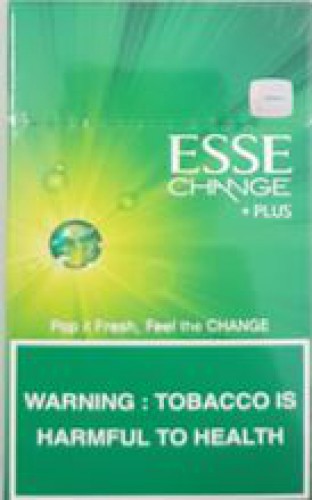 ESSE
CHANGE
+ PLUS
Pop it Fresh, Feel the CHANGE
WARNING : TOBACCO IS
HARMFUL TO HEALTH